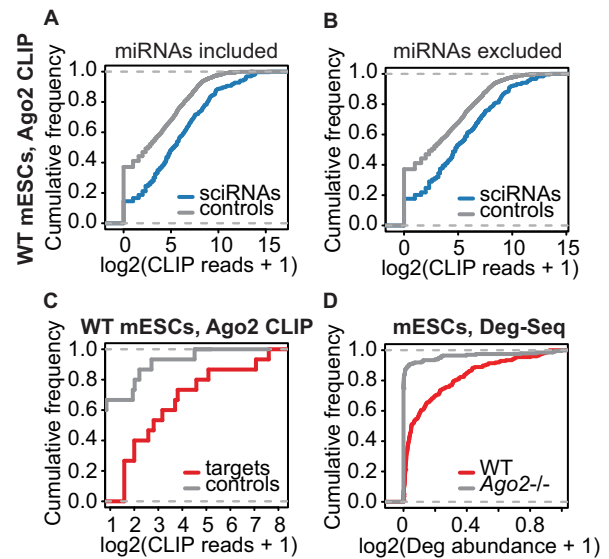 A
miRNAs included
WT mESCs, Ago2 CLIP
Cumulative frequency
1.0
0.8
0.6
0.4
0.2
0.0
sciRNAs
controls
0 5 10 15
log2(CLIP reads + 1)
B
miRNAs excluded
Cumulative frequency
1.0
0.8
0.6
0.4
0.2
0.0
sciRNAs
controls
0 5 10 15
log2(CLIP reads + 1)
C
WT mESCs, Ago2 CLIP
Cumulative frequency
1.0
0.8
0.6
0.4
0.2
0.0
targets
controls
1 2 3 4 5 6 7 8
log2(CLIP reads + 1)
D
mESCs, Deg-Seq
Cumulative frequency
1.0
0.8
0.6
0.4
0.2
0.0
WT
Ago2-/-
0 0.4 0.8
log2(Deg abundance + 1)